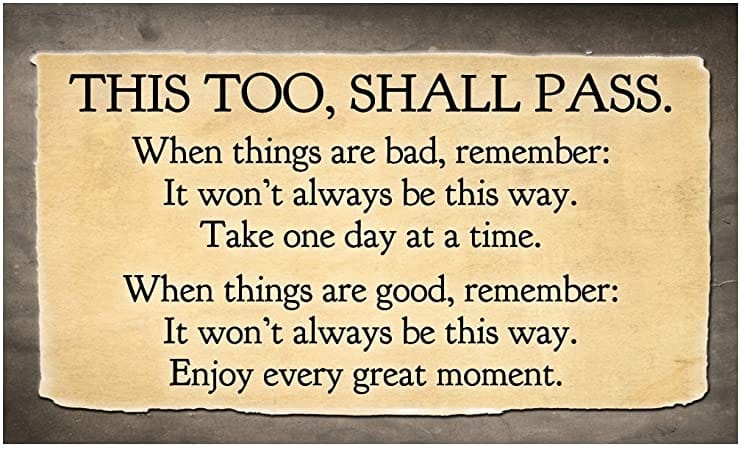 THIS TOO, SHALL PASS.
When things are bad, remember:
It won't always be this way.
Take one day at a time.
When things are good, remember:
It won't always be this way.
Enjoy every great moment.